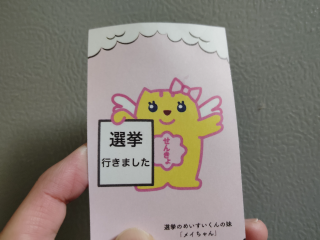 選挙
行きました
せんきょ
選挙のめいすいくんの妹
「メイちゃん」